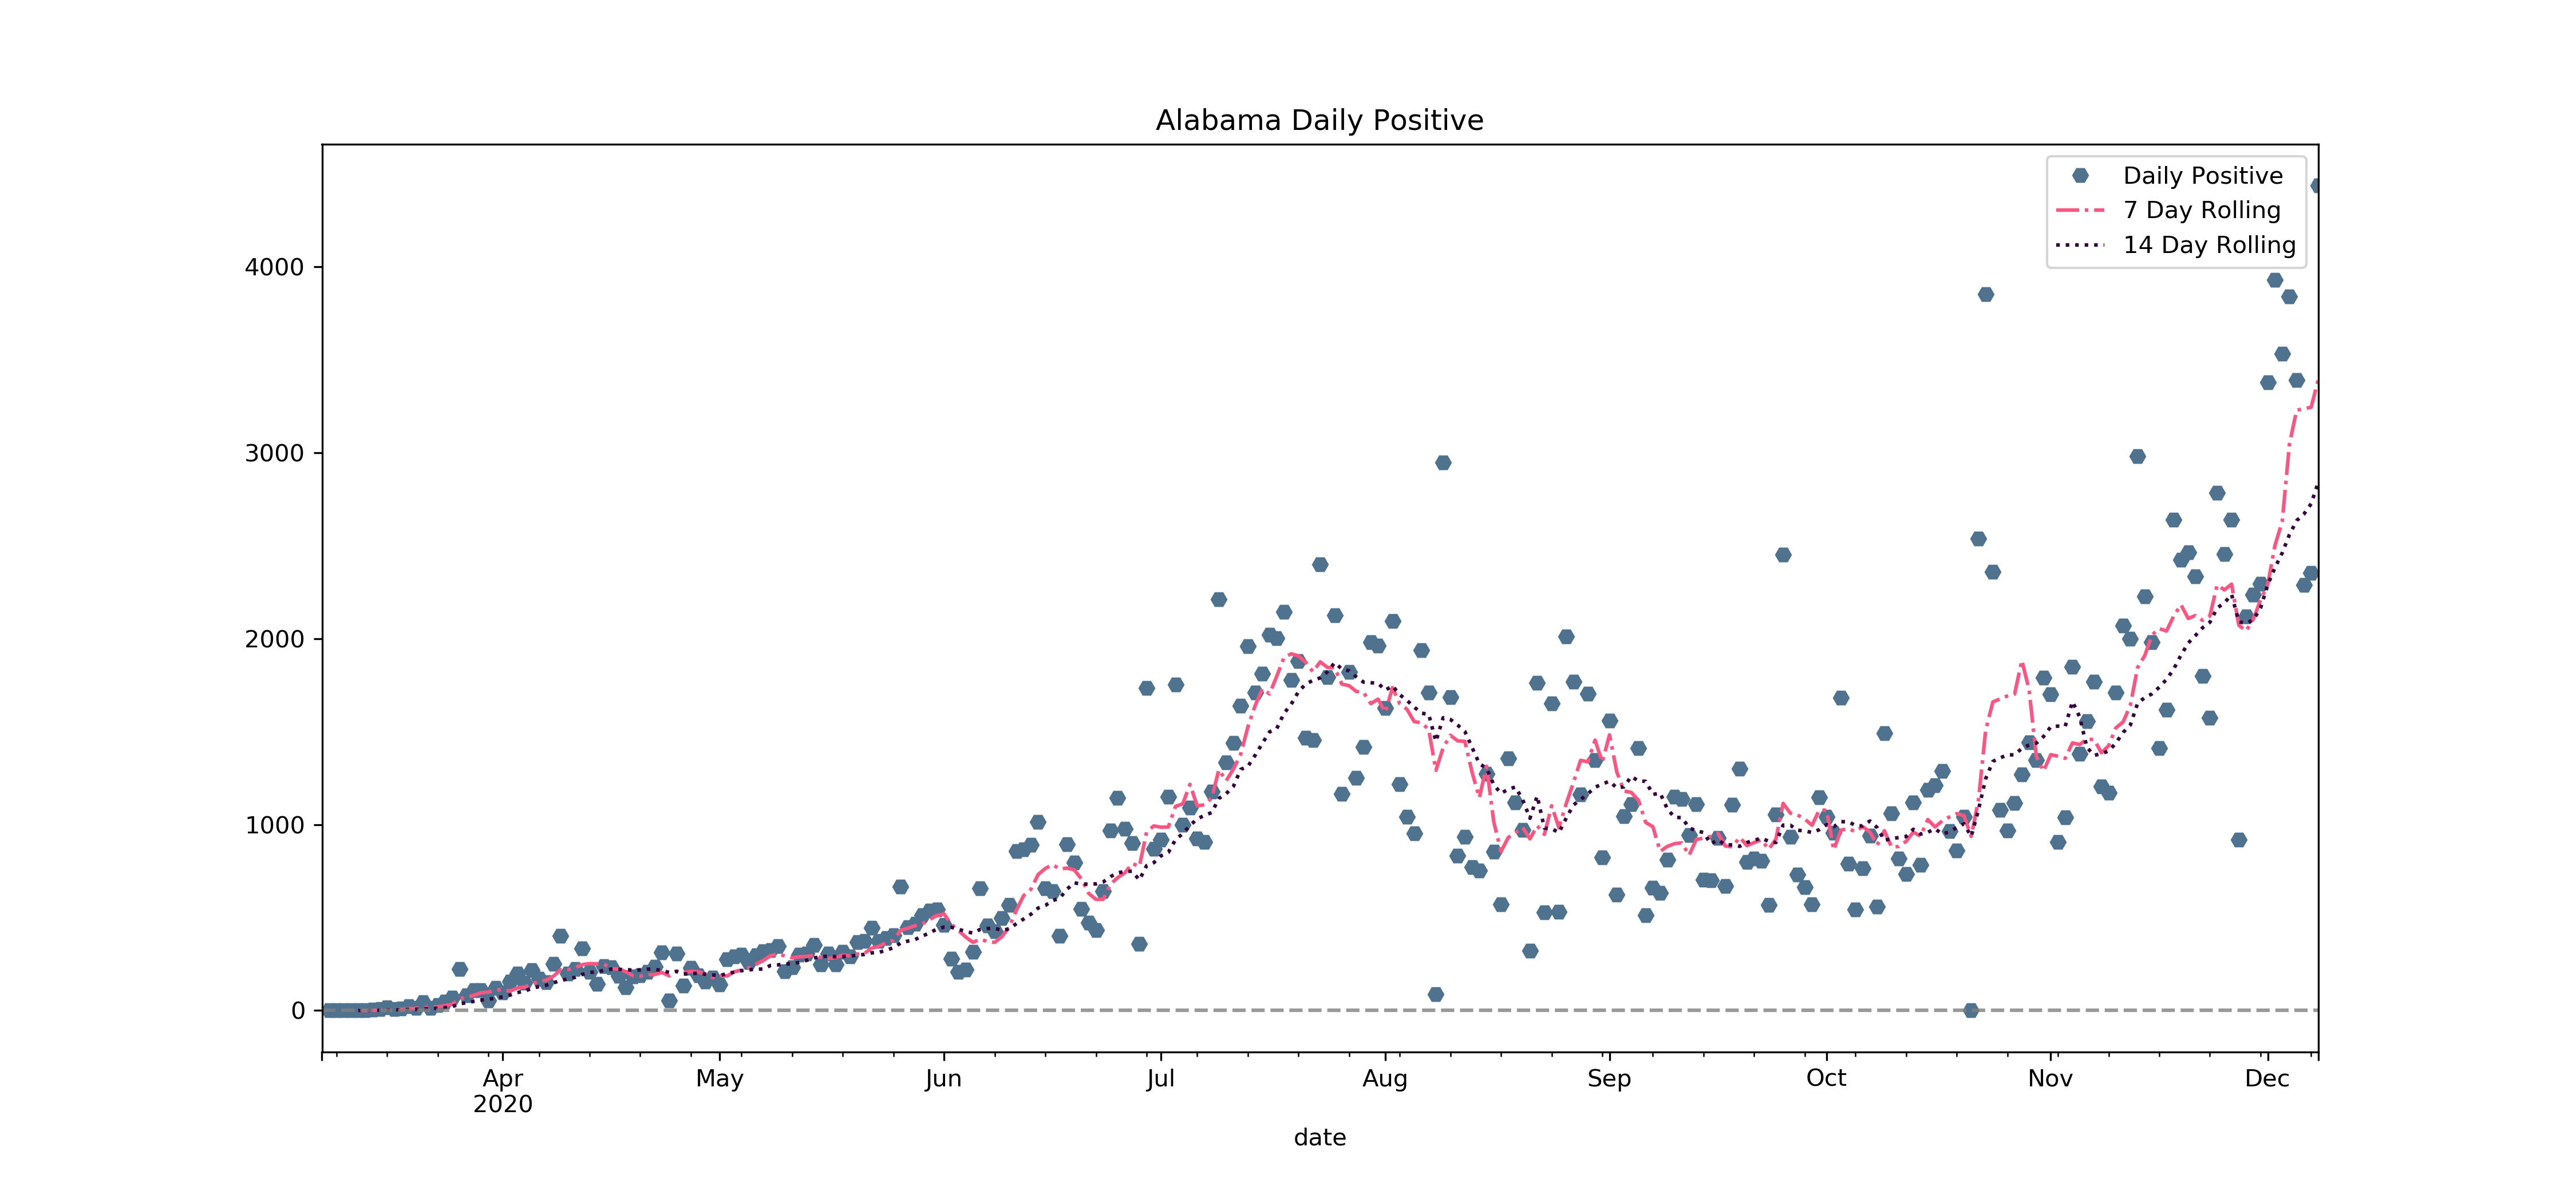 Alabama Daily Positive
Daily Positive
7 Day Rolling
14 Day Rolling
4000
3000
2000
1000
0
Apr May Jun Jul Aug Sep Oct Nov Dec
2020
date